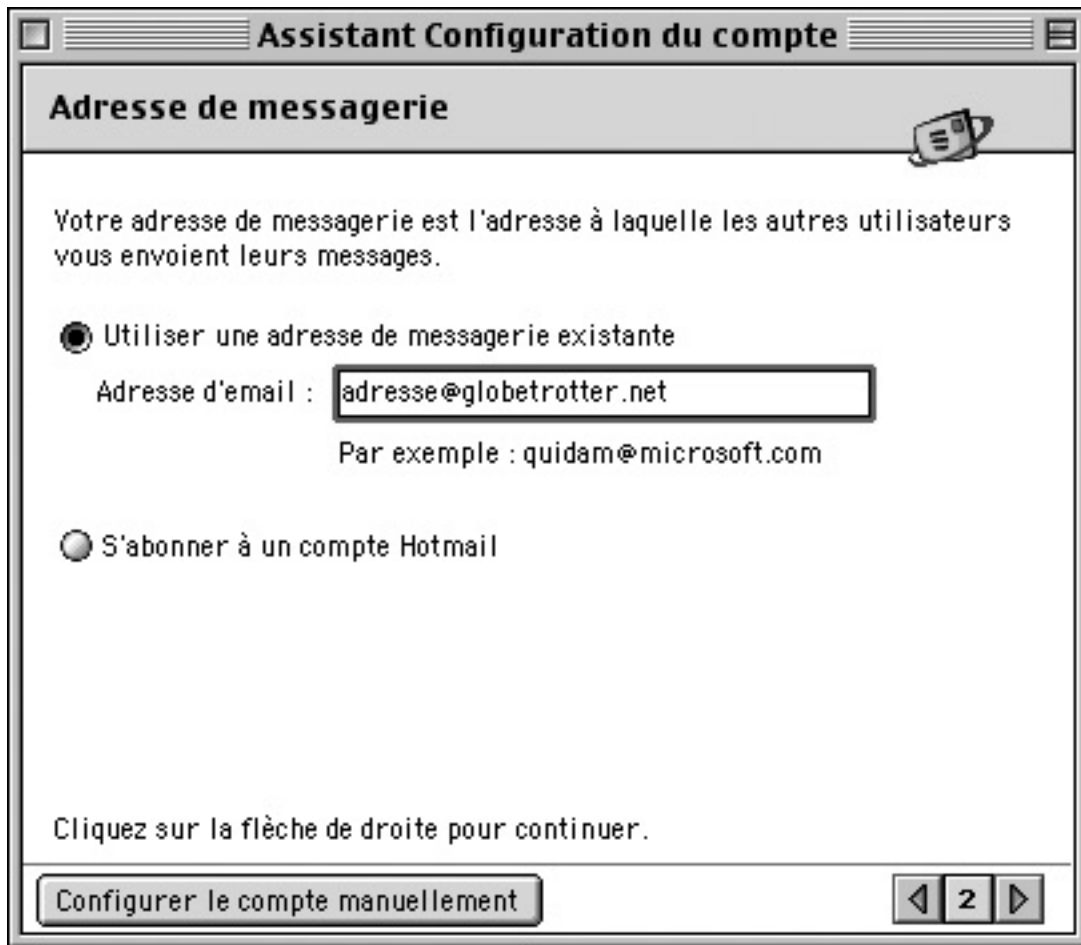 Assistant Configuration du compte
Adresse de messagerie
Votre adresse de messagerie est l'adresse à laquelle les autres utilisateurs
vous envoient leurs messages.
Utiliser une adresse de messagerie existante
Adresse d'email : adresse@globetrotter.net
Par exemple : quidam@microsoft.com
S'abonner à un compte Hotmail
Cliquez sur la flèche de droite pour continuer.
Configurer le compte manuellement 2